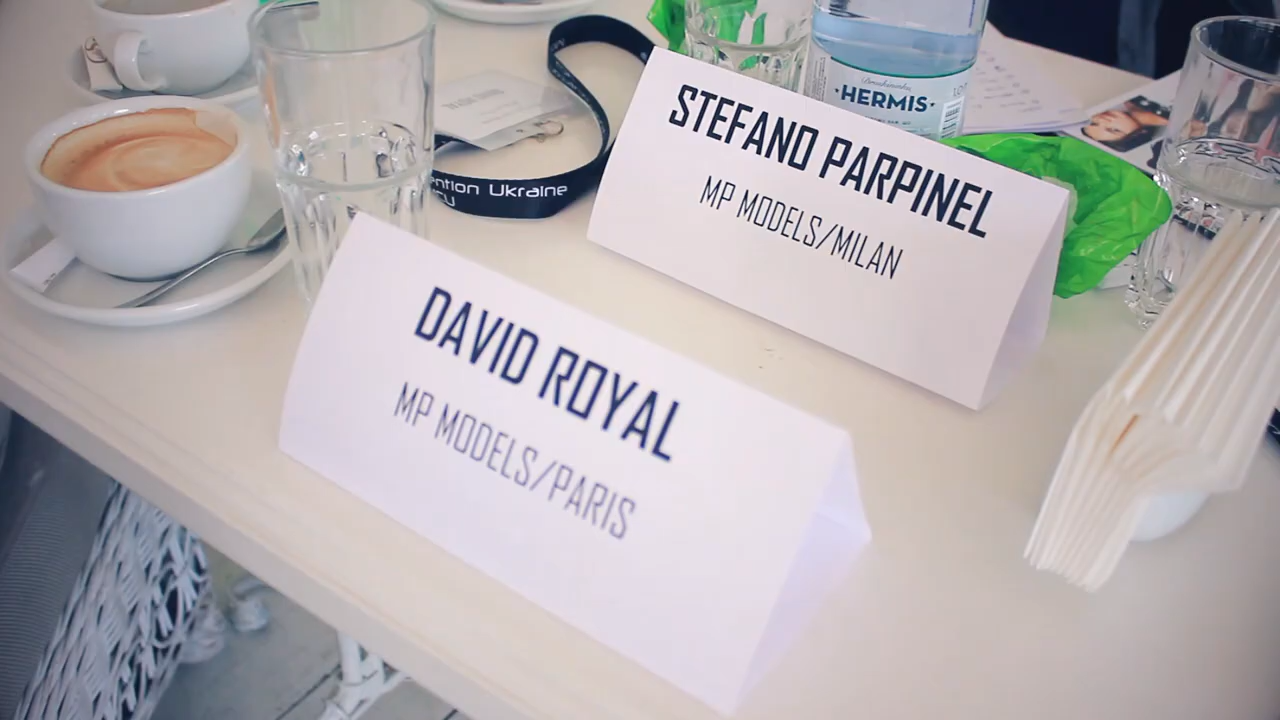 ·HERMIS·
STEFANO PARPINEL
MP MODELS/MILAN
ntion Ukraine
DAVID ROYAL
MP MODELS/PARIS